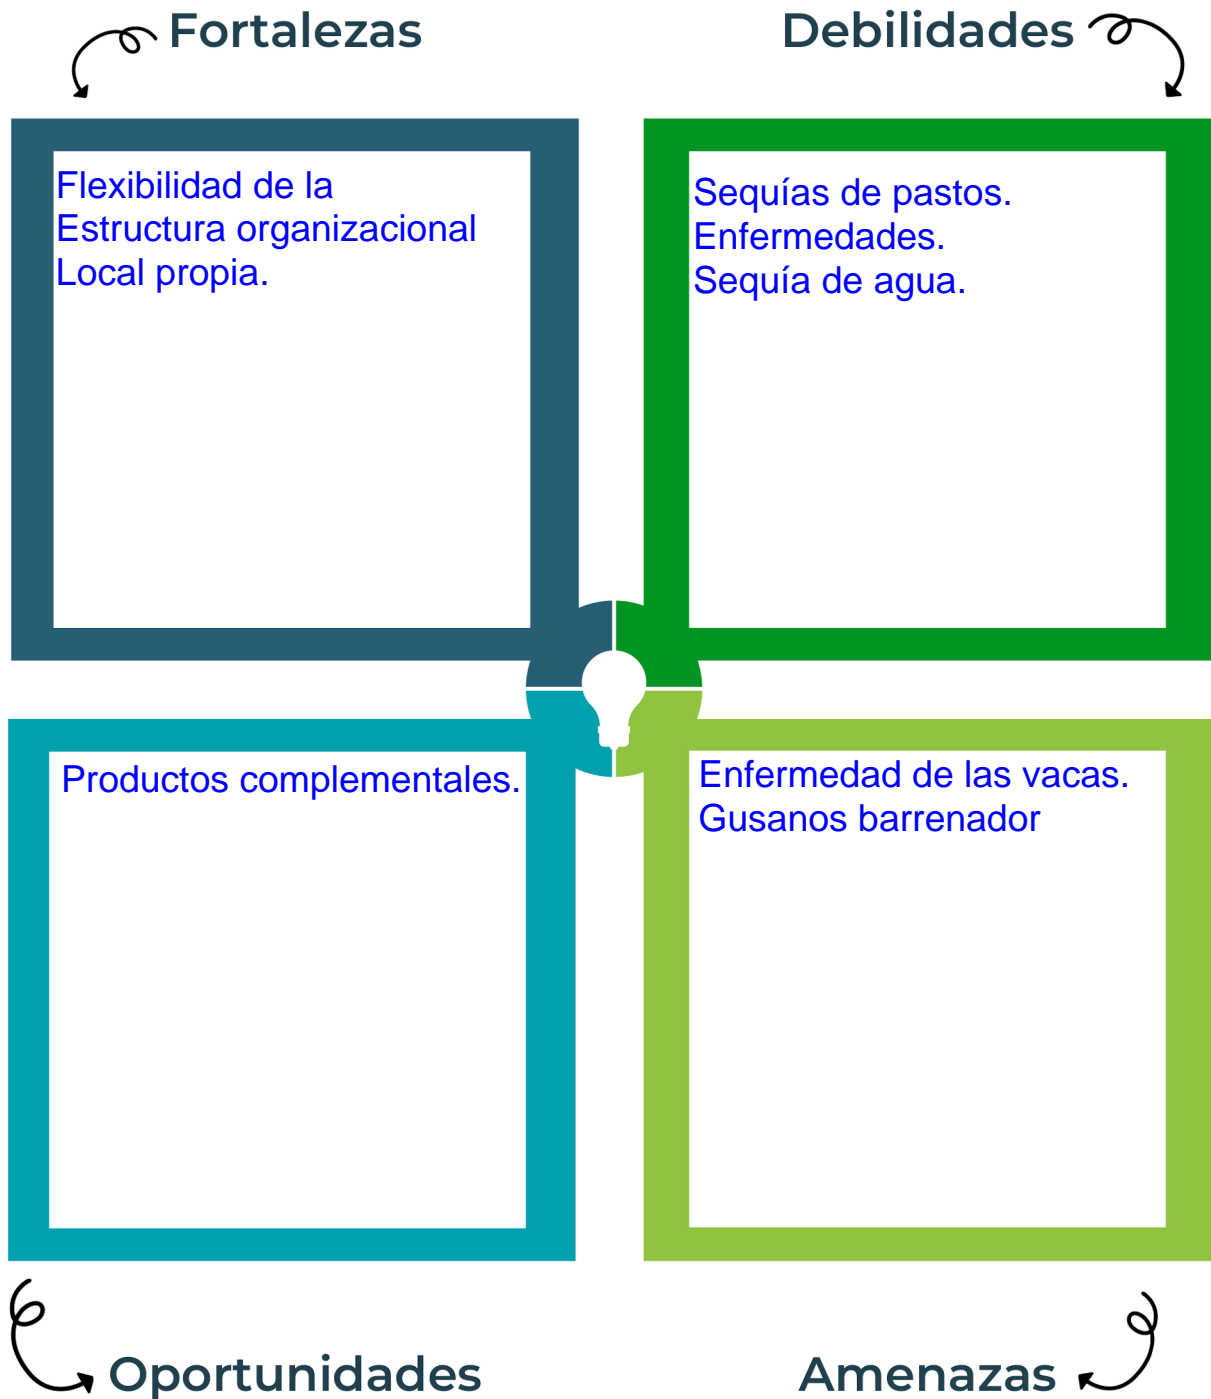 Fortalezas
Flexibilidad de la
Estructura organizacional
Local propia.
Debilidades
Sequías de pastos.
Enfermedades.
Sequía de agua.
Productos complementales.
Oportunidades
Enfermedad de las vacas.
Gusanos barrenador
Amenazas